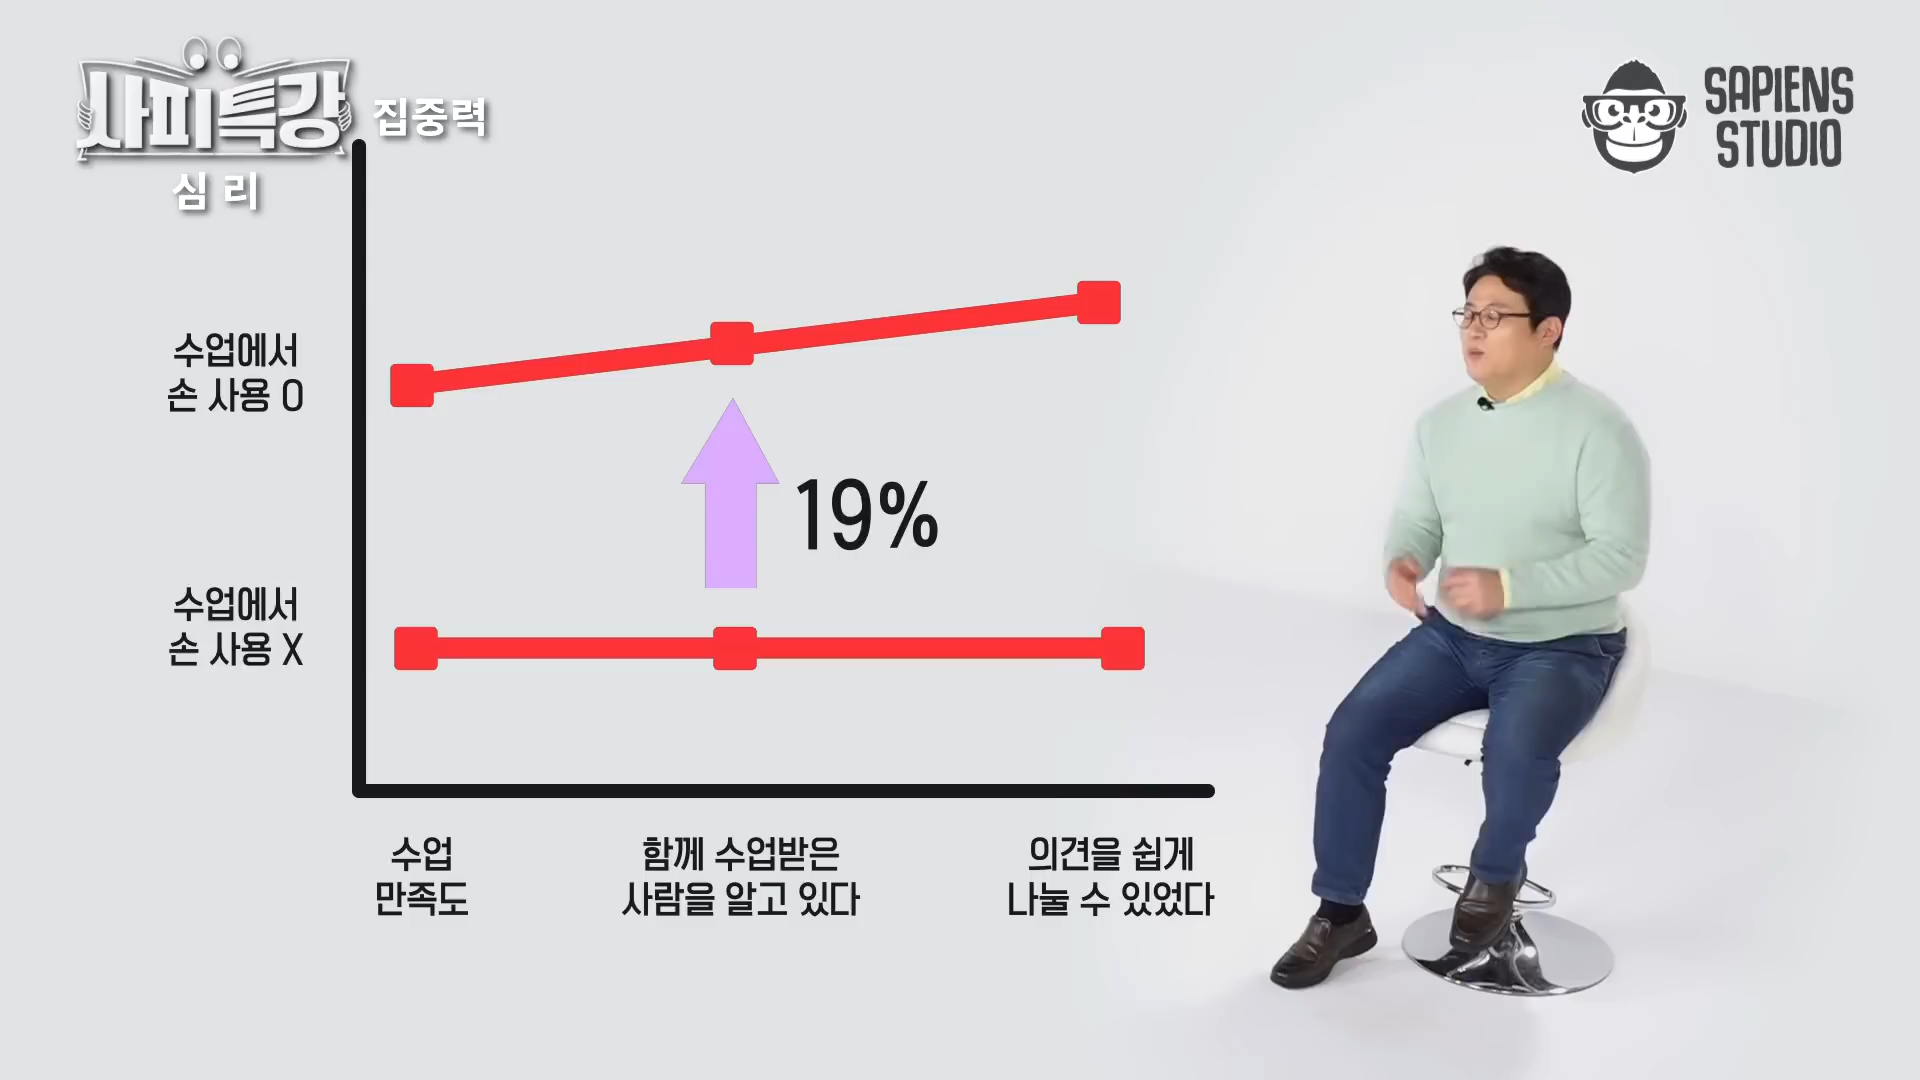 사피특강
심리
집중력
SAPIENS
STUDIO
수업에서
손 사용 O
19%
수업에서
손 사용 X
수업
만족도
함께 수업받은
사람을 알고 있다
의견을 쉽게
나눌 수 있었다